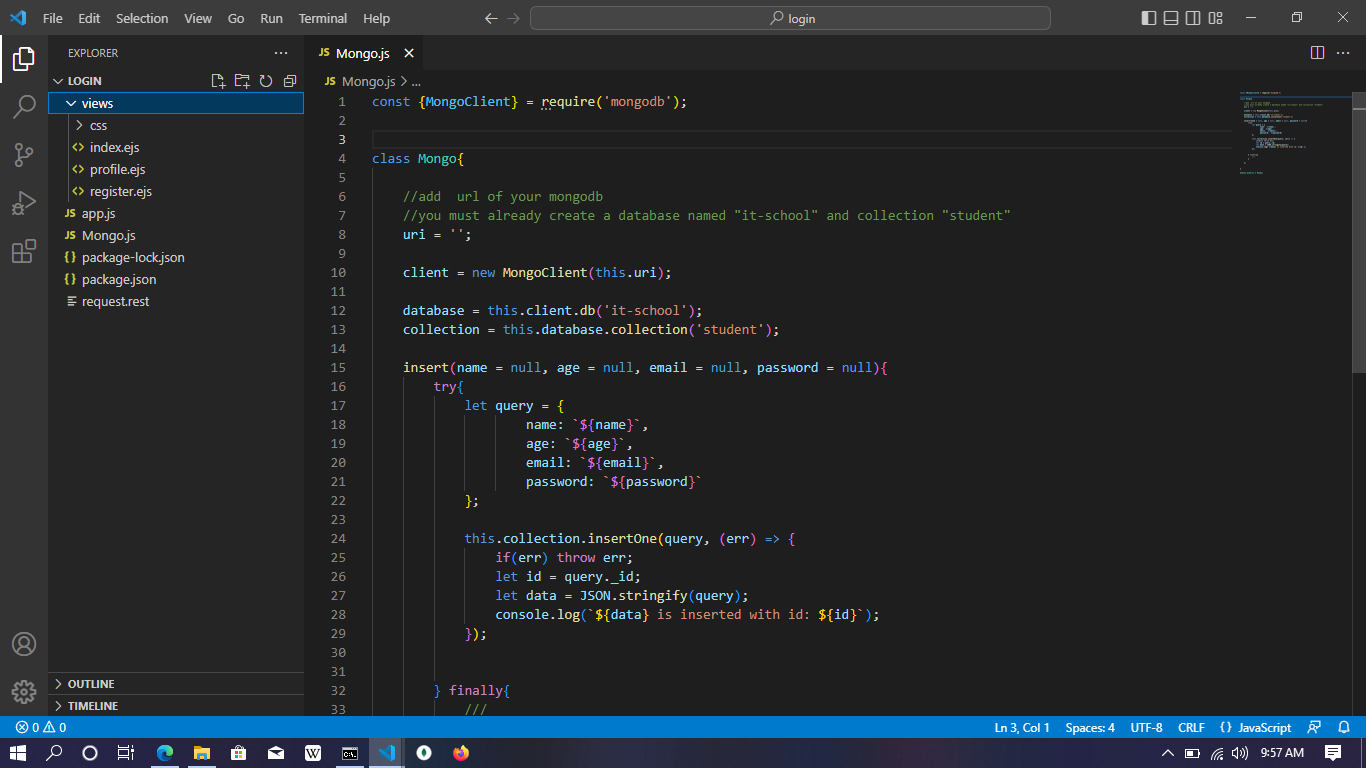 File Edit Selection View Go Run Terminal Help
login
EXPLORER
LOGIN
views
css
index.ejs
profile.ejs
register.ejs
app.js
Mongo.js
package-lock.json
package.json
request.rest
OUTLINE
TIMELINE
JS Mongo.js
JS Mongo.js > ...
1 const {MongoClient} = require('mongodb');
2
3
4 class Mongo{
5
6 //add  url of your mongodb
7 //you must already create a database named "it-school" and collection "student"
8 uri = '';
9
10 client = new MongoClient(this.uri);
11
12 database = this.client.db('it-school');
13 collection = this.database.collection('student');
14
15 insert(name = null, age = null, email = null, password = null){
16 try{
17 let query = {
18 name: `${name}`,
19 age: `${age}`,
20 email: `${email}`,
21 password: `${password}`
22 };
23
24 this.collection.insertOne(query, (err) => {
25 if(err) throw err;
26 let id = query._id;
27 let data = JSON.stringify(query);
28 console.log(`${data} is inserted with id: ${id}`);
29 });
30
31
32 } finally{
33 ///
0 0 Ln 3, Col 1 Spaces: 4 UTF-8 CRLF {} JavaScript
9:57 AM